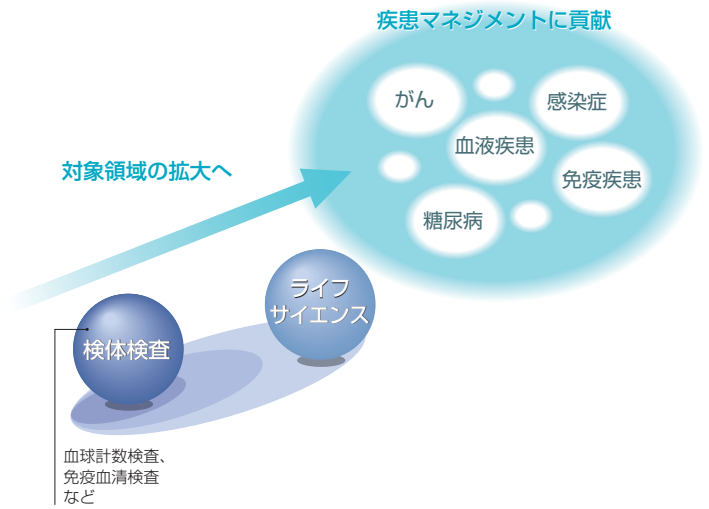 疾患マネジメントに貢献
がん
感染症
血液疾患
免疫疾患
糖尿病
対象領域の拡大へ
ライフ
サイエンス
検体検査
血球計数検査、
免疫血清検査
など